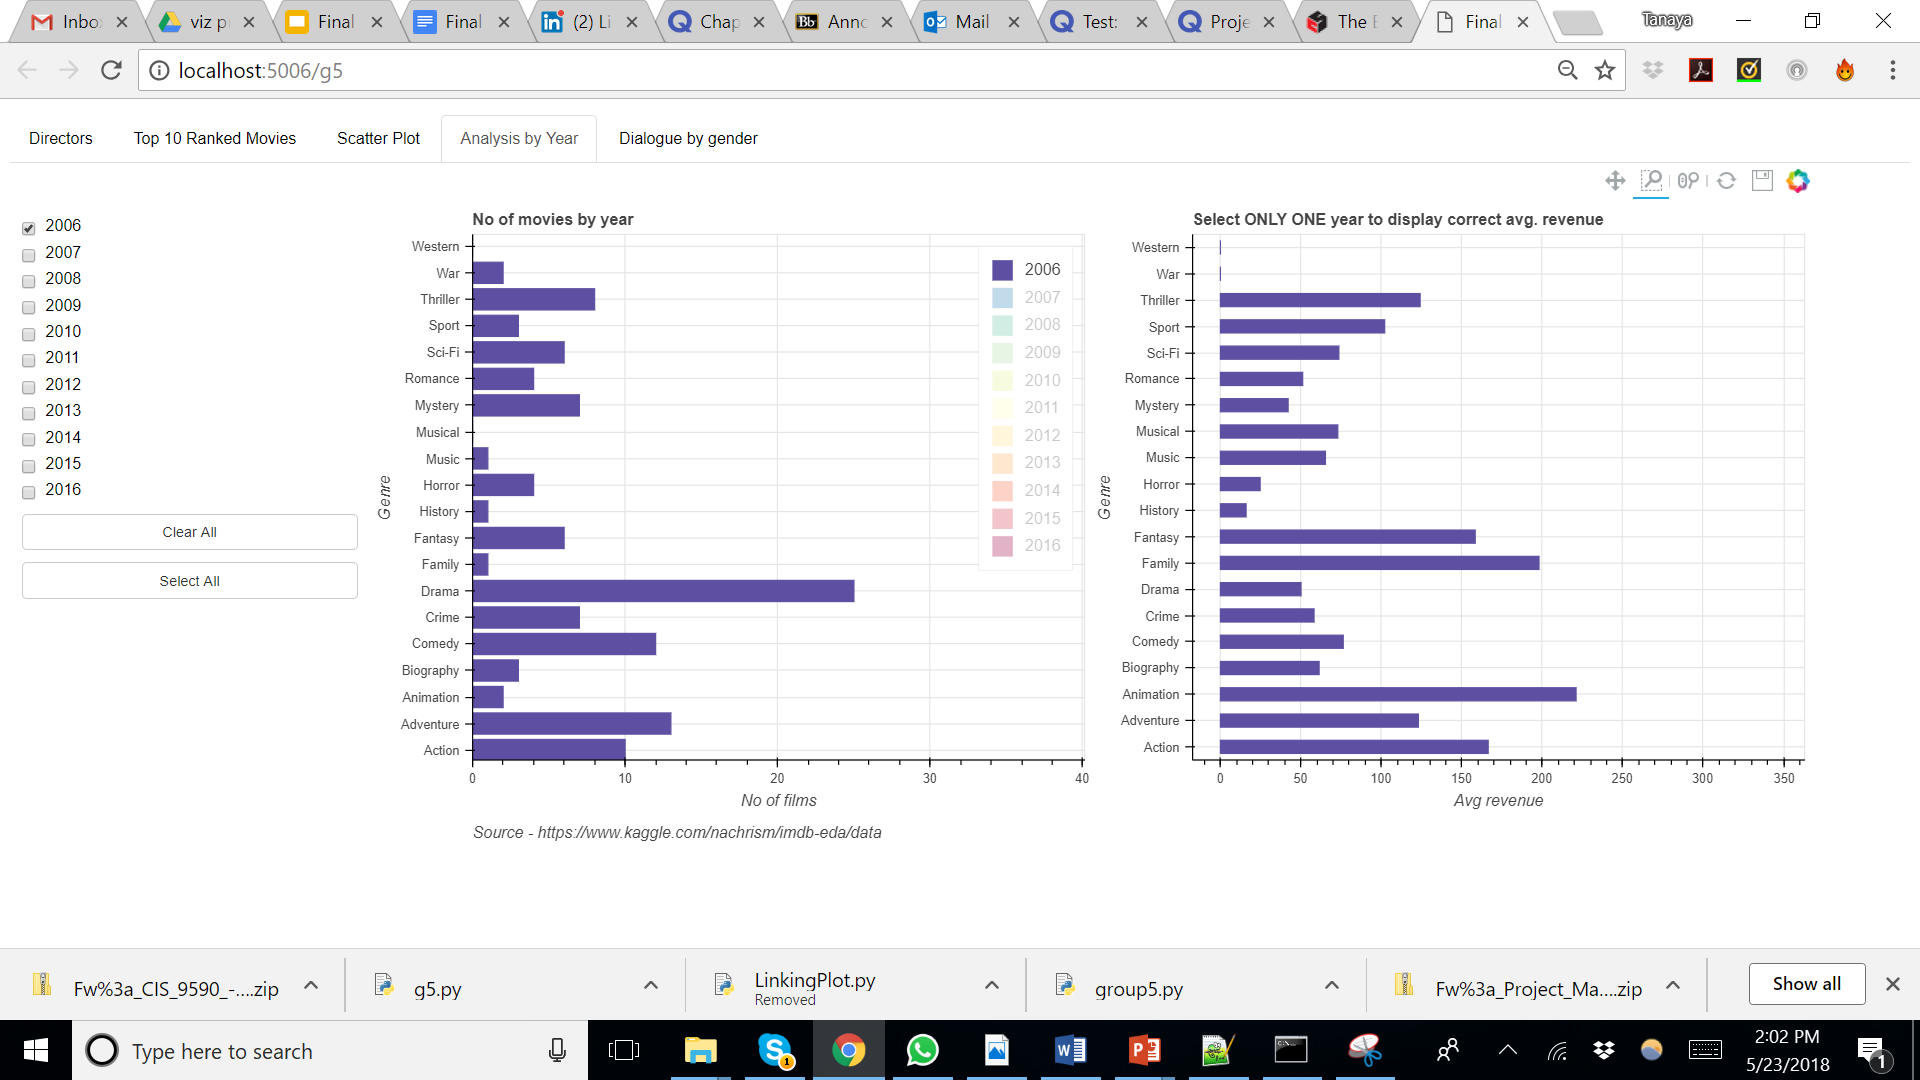 Inbo
viz p
Final
Final
(2) Li
Chap
Anno
Mail
Test:
Proje
The
Final
Tanaya
localhost:5006/g5
Directors
Top 10 Ranked Movies
Scatter Plot
Analysis by Year
Dialogue by gender
2006
2007
2008
2009
2010
2011
2012
2013
2014
2015
2016
Clear All
Select All
No of movies by year
Genre
Western
War
Thriller
Sport
Sci-Fi
Romance
Mystery
Musical
Music
Horror
History
Fantasy
Family
Drama
Crime
Comedy
Biography
Animation
Adventure
Action
2006
2007
2008
2009
2010
2011
2012
2013
2014
2015
2016
0 10 20 30 40
No of films
Source - https://www.kaggle.com/nachrism/imdb-eda/data
Select ONLY ONE year to display correct avg. revenue
Genre
Western
War
Thriller
Sport
Sci-Fi
Romance
Mystery
Musical
Music
Horror
History
Fantasy
Family
Drama
Crime
Comedy
Biography
Animation
Adventure
Action
0 50 100 150 200 250 300 350
Avg revenue
Fw%3a_CIS_9590_-....zip
g5.py
LinkingPlot.py
Removed
group5.py
Fw%3a_Project_Ma....zip
Show all
Type here to search
2:02 PM
5/23/2018